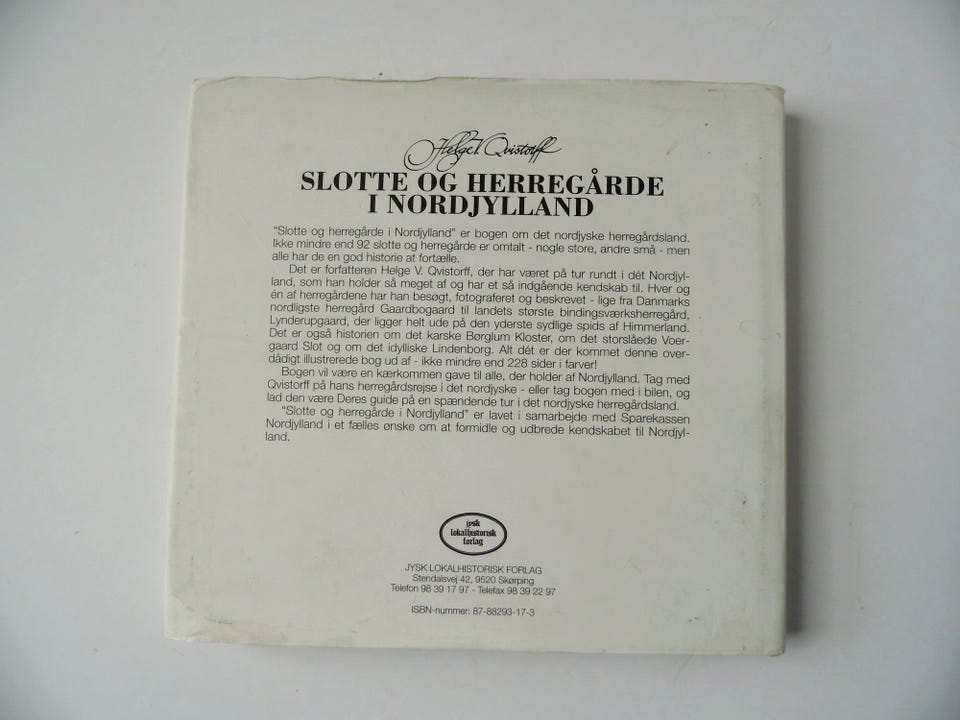 Helge V. Qvistorff
SLOTTE OG HERREGÅRDE
I NORDJYLLAND
"Slotte og herregårde i Nordjylland" er bogen om det nordjyske herregårdsland.
Ikke mindre end 92 slotte og herregårde er omtalt - nogle store, andre små - men
alle har de en god historie at fortælle.
Det er forfatteren Helge V. Qvistorff, der har været på tur rundt i dét Nordjyl-
land, som han holder så meget af og har et så indgående kendskab til. Hver og
én af herregårdene har han besøgt, fotograferet og beskrevet - lige fra Danmarks
nordligste herregård Gaardbogaard til landets største bindingsværksherregård,
Lynderupgaard, der ligger helt ude på den yderste sydlige spids af Himmerland.
Det er også historien om det karske Børglum Kloster, om det storslåede Voer-
gaard Slot og om det idylliske Lindenborg. Alt dét er der kommet denne over-
dådigt illustrerede bog ud af - ikke mindre end 228 sider i farver!
Bogen vil være en kærkommen gave til alle, der holder af Nordjylland. Tag med
Qvistorff på hans herregårdsrejse i det nordjyske - eller tag bogen med i bilen, og
lad den være Deres guide på en spændende tur i det nordjyske herregårdsland.
"Slotte og herregårde i Nordjylland" er lavet i samarbejde med Sparekassen
Nordjylland i et fælles ønske om at formidle og udbrede kendskabet til Nordjyl-
land.
jysk
lokalhistorisk
forlag
JYSK LOKALHISTORISK FORLAG
Stendalsvej 42, 9520 Skørping
Telefon 98 39 17 97 - Telefax 98 39 22 97
ISBN-nummer: 87-88293-17-3